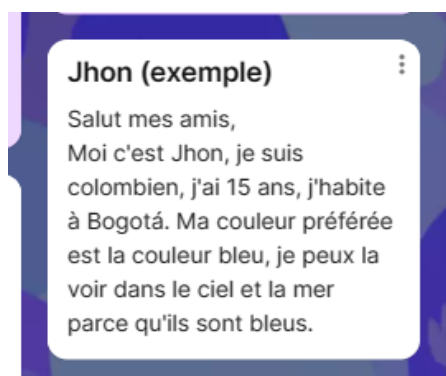 Jhon (exemple)
Salut mes amis,
Moi c'est Jhon, je suis
colombien, j'ai 15 ans, j'habite
à Bogotá. Ma couleur préférée
est la couleur bleu, je peux la
voir dans le ciel et la mer
parce qu'ils sont bleus.